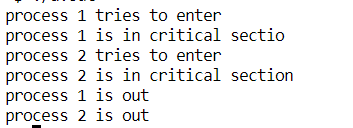 process 1 tries to enter
process 1 is in critical sectio
process 2 tries to enter
process 2 is in critical section
process 1 is out
process 2 is out